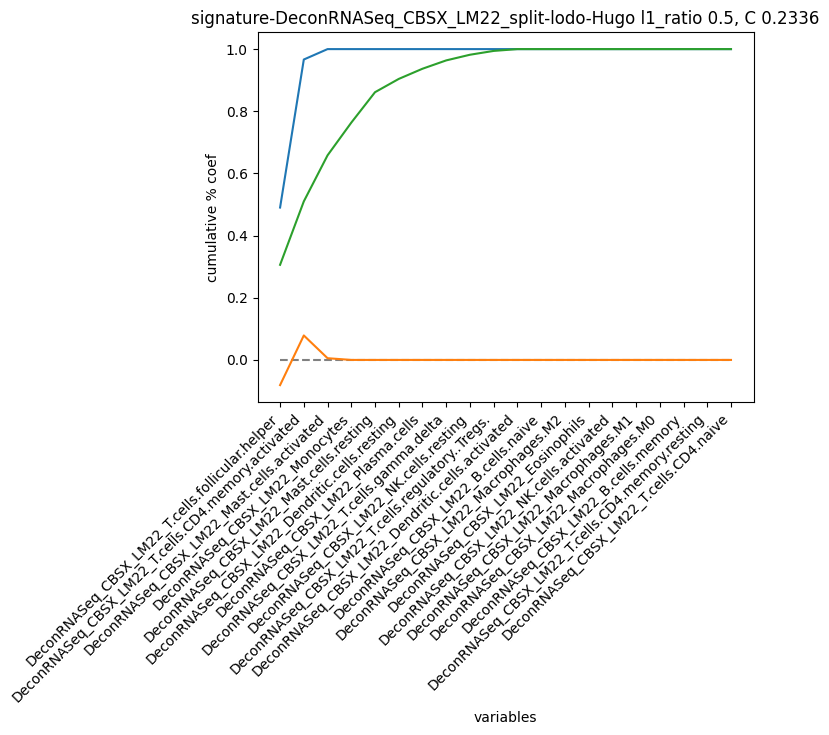 signature-DeconRNASeq_CBSX_LM22_split-lodo-Hugo l1_ratio 0.5, C 0.2336
cumulative % coef
1.0
0.8
0.6
0.4
0.2
0.0
DeconRNASeq_CBSX_LM22_T.cells.follicular.helper
DeconRNASeq_CBSX_LM22_T.cells.CD4.memory.activated
DeconRNASeq_CBSX_LM22_Mast.cells.activated
DeconRNASeq_CBSX_LM22_Monocytes
DeconRNASeq_CBSX_LM22_Mast.cells.resting
DeconRNASeq_CBSX_LM22_Dendritic.cells.resting
DeconRNASeq_CBSX_LM22_Plasma.cells
DeconRNASeq_CBSX_LM22_T.cells.gamma.delta
DeconRNASeq_CBSX_LM22_NK.cells.resting
DeconRNASeq_CBSX_LM22_T.cells.regulatory..Tregs.
DeconRNASeq_CBSX_LM22_Dendritic.cells.activated
DeconRNASeq_CBSX_LM22_B.cells.naive
DeconRNASeq_CBSX_LM22_Macrophages.M2
DeconRNASeq_CBSX_LM22_Eosinophils
DeconRNASeq_CBSX_LM22_NK.cells.activated
DeconRNASeq_CBSX_LM22_Macrophages.M1
DeconRNASeq_CBSX_LM22_Macrophages.M0
DeconRNASeq_CBSX_LM22_B.cells.memory
DeconRNASeq_CBSX_LM22_T.cells.CD4.memory.resting
DeconRNASeq_CBSX_LM22_T.cells.CD4.naive
variables